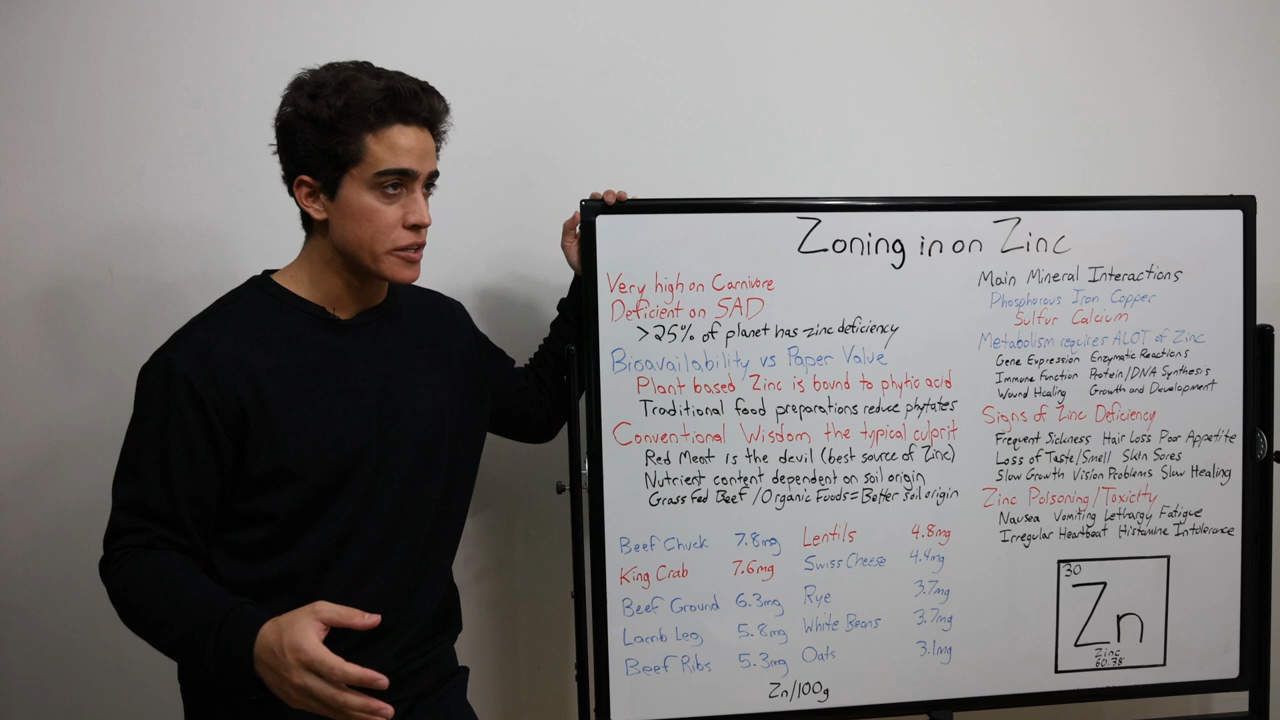 Zoning in on Zinc
Very high on Carnivore
Deficient on SAD
>25% of planet has zinc deficiency
Bioavailability vs Paper Value
Plant based Zinc is bound to phytic acid
Traditional food preparations reduce phytates
Conventional Wisdom the typical culprit
Red Meat is the devil (best source of Zinc)
Nutrient content dependent on soil origin
Grass Fed Beef/Organic Foods=Better soil origin
Beef Chuck 7.8mg
King Crab 7.6mg
Beef Ground 6.3mg
Lamb Leg 5.8mg
Beef Ribs 5.3mg
Lentils 4.8mg
Swiss Cheese 4.4mg
Rye 3.7mg
White Beans 3.7mg
Oats 3.1mg
Zn/100g
Main Mineral Interactions
Phosphorous Iron Copper
Sulfur Calcium
Metabolism requires ALOT of Zinc
Gene Expression Enzymatic Reactions
Immune Function Protein/DNA Synthesis
Wound Healing Growth and Development
Signs of Zinc Deficiency
Frequent Sickness Hair Loss Poor Appetite
Loss of Taste/Smell Skin Sores
Slow Growth Vision Problems Slow Healing
Zinc Poisoning/Toxicity
Nausea Vomiting Lethargy Fatigue
Irregular Heartbeat Histamine Intolerance
30
Zn
Zinc
60.38